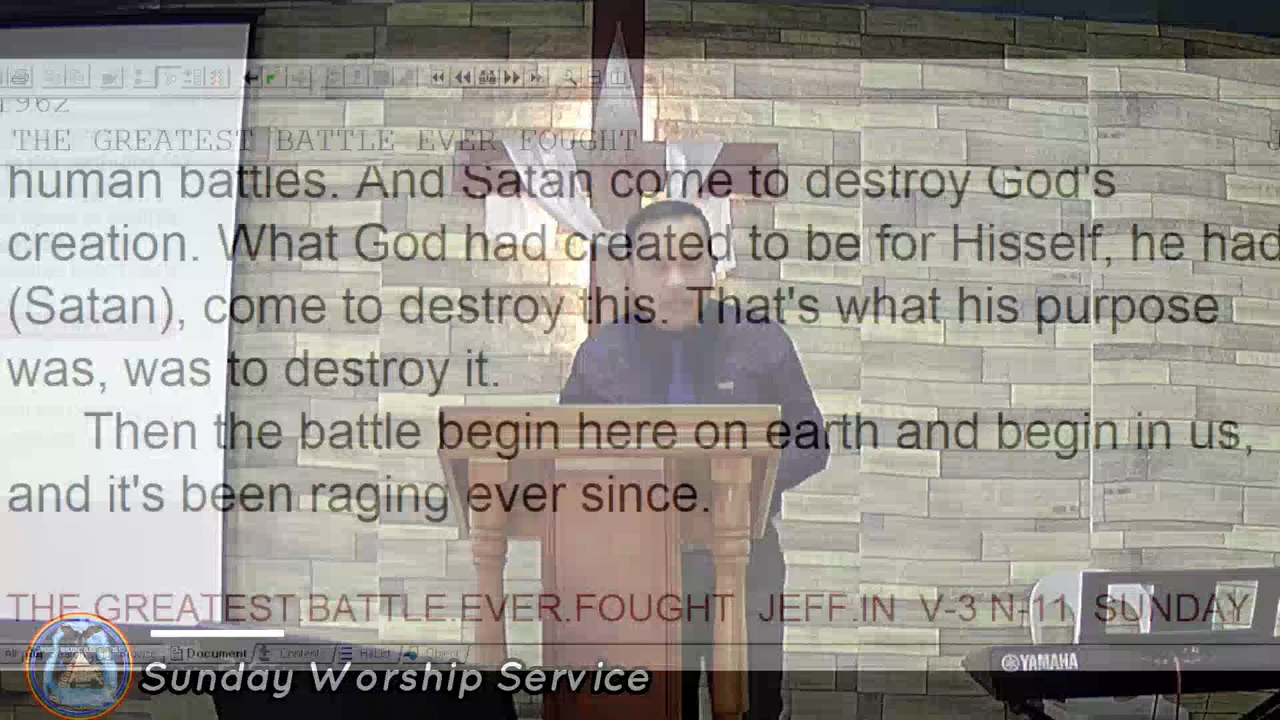 1962
THE GREATEST BATTLE EVER FOUGHT J
human battles. And Satan come to destroy God's
creation. What God had created to be for Hisself, he had
(Satan), come to destroy this. That's what his purpose
was, was to destroy it.
Then the battle begin here on earth and begin in us,
and it's been raging ever since.
THE GREATEST BATTLE.EVER.FOUGHT JEFF.IN V-3 N-11 SUNDAY
Document Contents HitList Object
YAMAHA
Sunday Worship Service